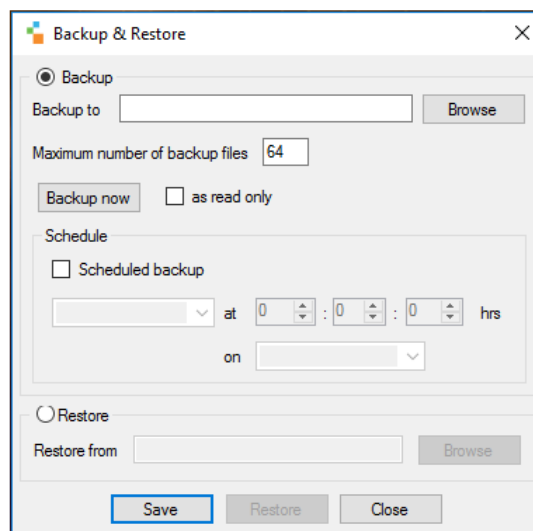 Backup & Restore
Backup
Backup to Browse
Maximum number of backup files 64
Backup now as read only
Schedule
Scheduled backup
at 0 : 0 : 0 hrs
on
Restore
Restore from Browse
Save Restore Close